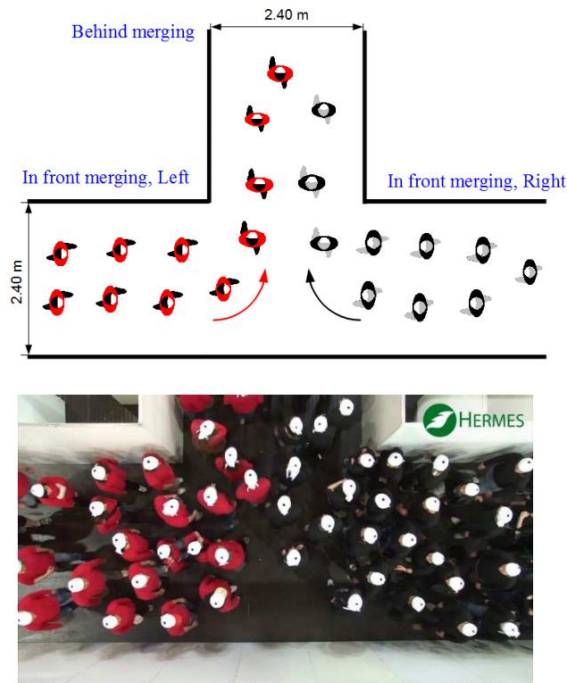 2.40 m
Behind merging
In front merging, Left
In front merging, Right
2.40 m
HERMES